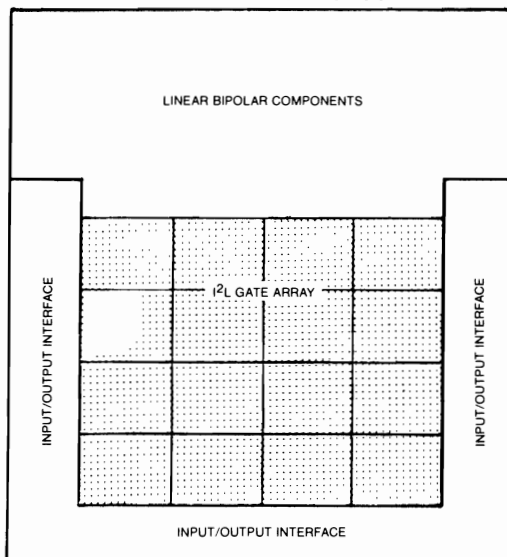 LINEAR BIPOLAR COMPONENTS
I²L GATE ARRAY
INPUT/OUTPUT INTERFACE
INPUT/OUTPUT INTERFACE
INPUT/OUTPUT INTERFACE